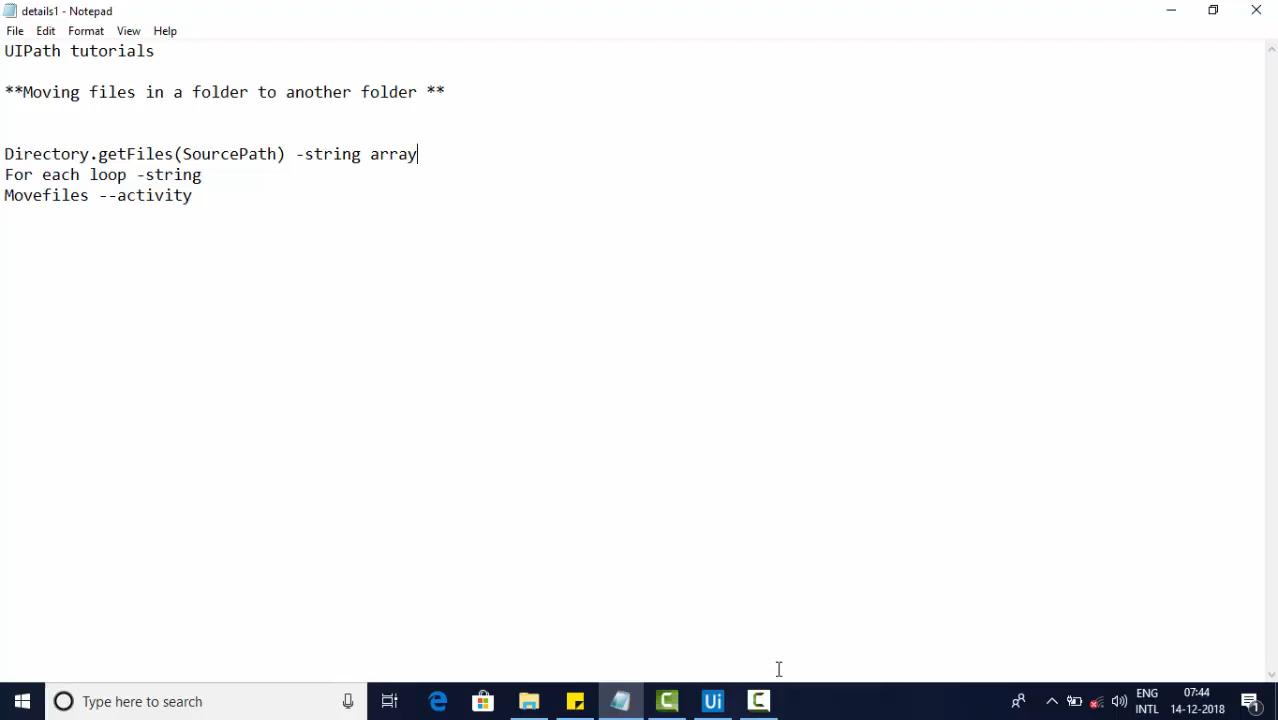 details1 - Notepad
File Edit Format View Help
UIPath tutorials
**Moving files in a folder to another folder **
Directory.getFiles(SourcePath) -string array
For each loop -string
Movefiles --activity
Type here to search
Ui
ENG
INTL
07:44
14-12-2018
1